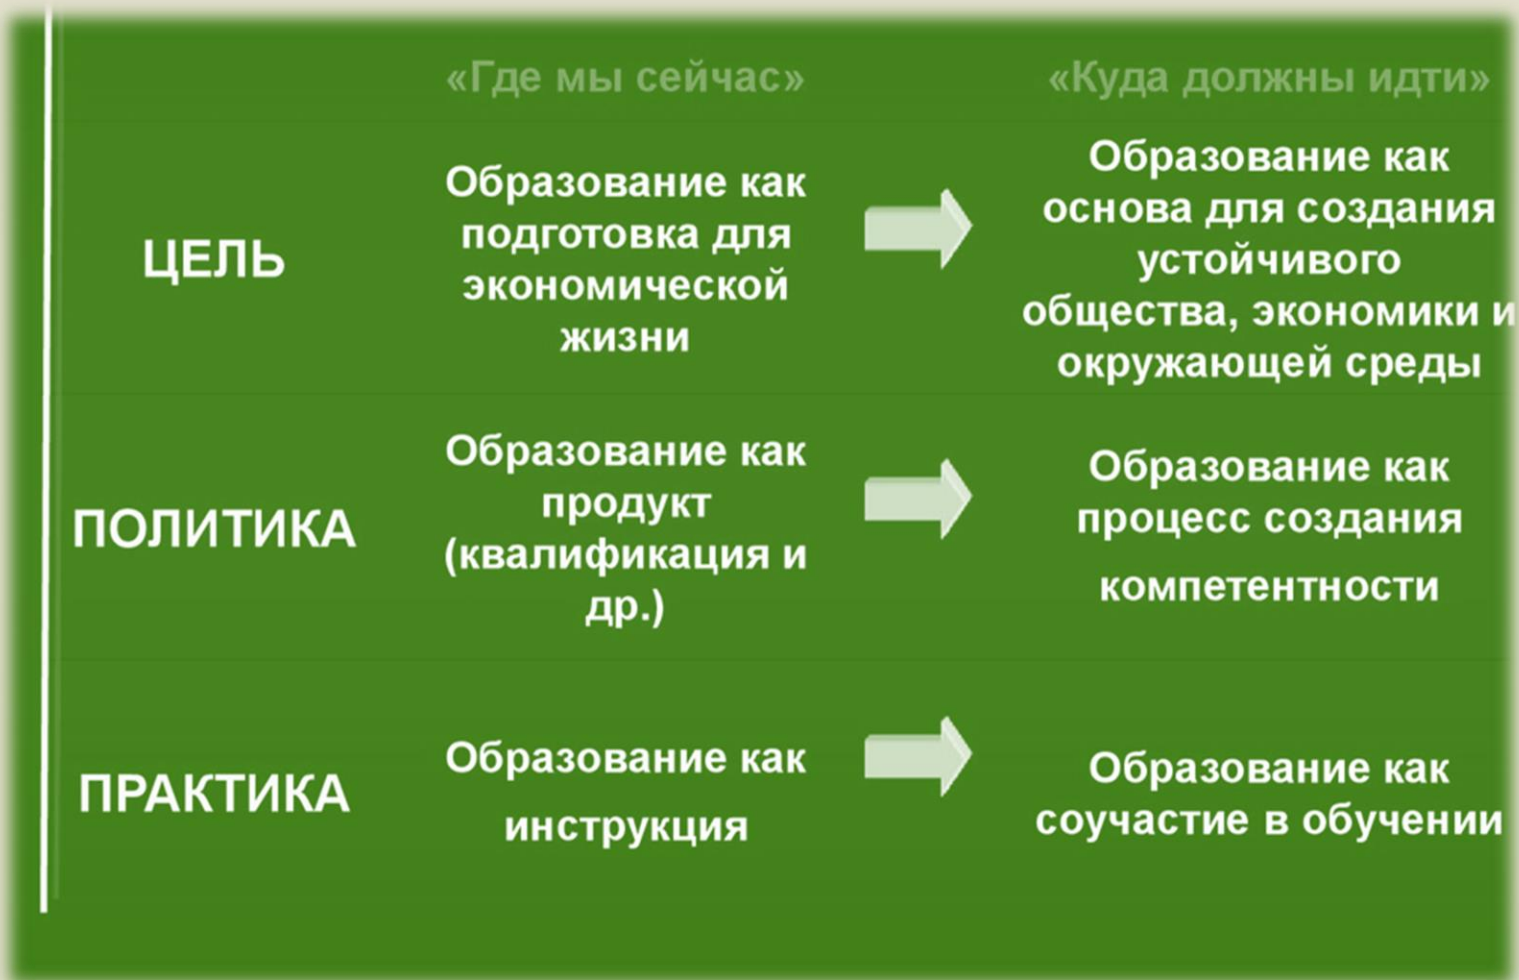 «Где мы сейчас»
«Куда должны идти»
ЦЕЛЬ
Образование как
подготовка для
экономической
жизни
Образование как
основа для создания
устойчивого
общества, экономики и
окружающей среды
ПОЛИТИКА
Образование как
продукт
(квалификация и
др.)
Образование как
процесс создания
компетентности
ПРАКТИКА
Образование как
инструкция
Образование как
соучастие в обучении